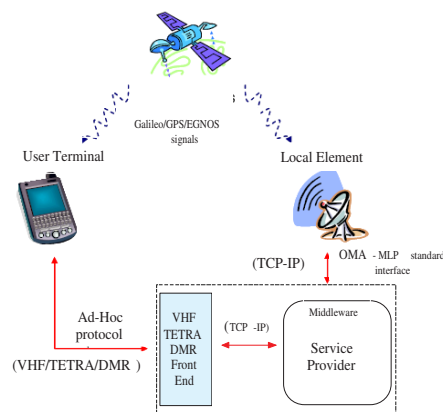 s
Galileo/GPS/EGNOS
signals
User Terminal
Local Element
(TCP-IP)
OMA - MLP standard
interface
Ad-Hoc
protocol
(VHF/TETRA/DMR )
VHF
TETRA
DMR
Front
End
(TCP -IP)
Middleware
Service
Provider